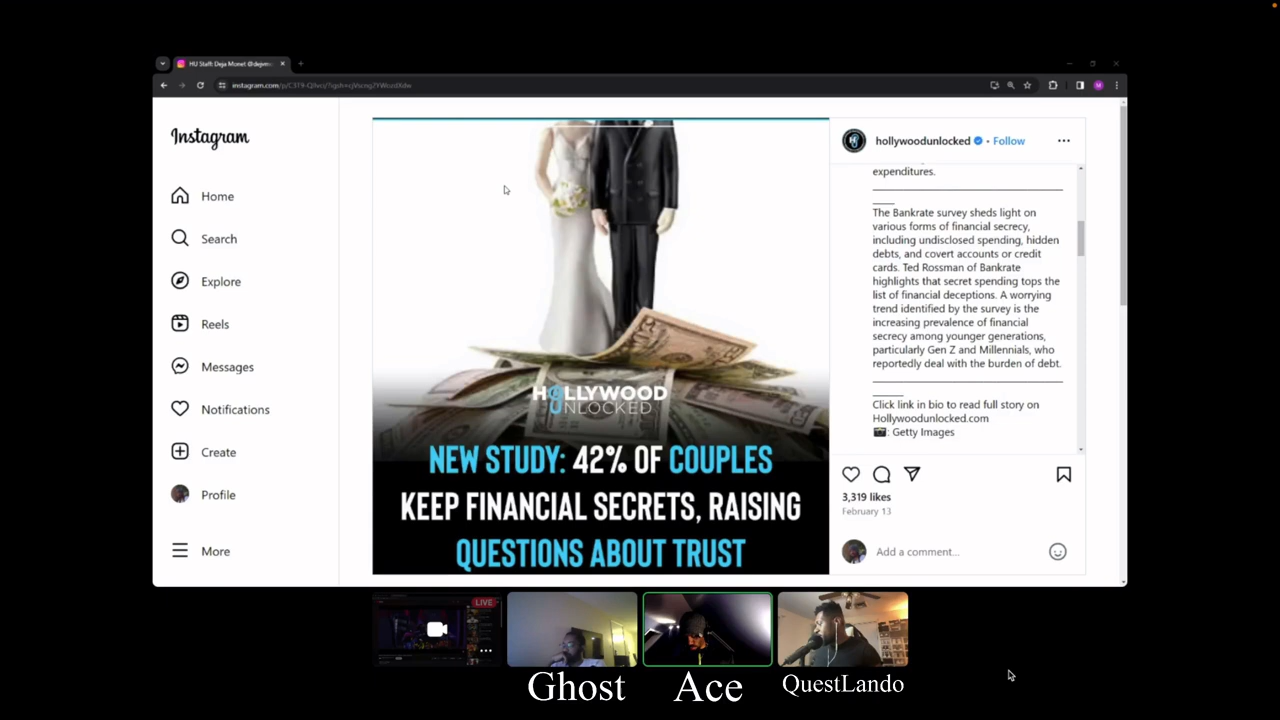 HU Staff: Deja Monet @dejvm
Instagram
Home
Search
Explore
Reels
Messages
Notifications
Create
Profile
More
HOLLYWOOD
UNLOCKED
NEW STUDY: 42% OF COUPLES
KEEP FINANCIAL SECRETS, RAISING
QUESTIONS ABOUT TRUST
hollywoodunlocked • Follow
expenditures.
The Bankrate survey sheds light on
various forms of financial secrecy,
including undisclosed spending, hidden
debts, and covert accounts or credit
cards. Ted Rossman of Bankrate
highlights that secret spending tops the
list of financial deceptions. A worrying
trend identified by the survey is the
increasing prevalence of financial
secrecy among younger generations,
particularly Gen Z and Millennials, who
reportedly deal with the burden of debt.
Click link in bio to read full story on
Hollywoodunlocked.com
: Getty Images
3,319 likes
February 13
Add a comment...
LIVE
Ghost Ace QuestLando